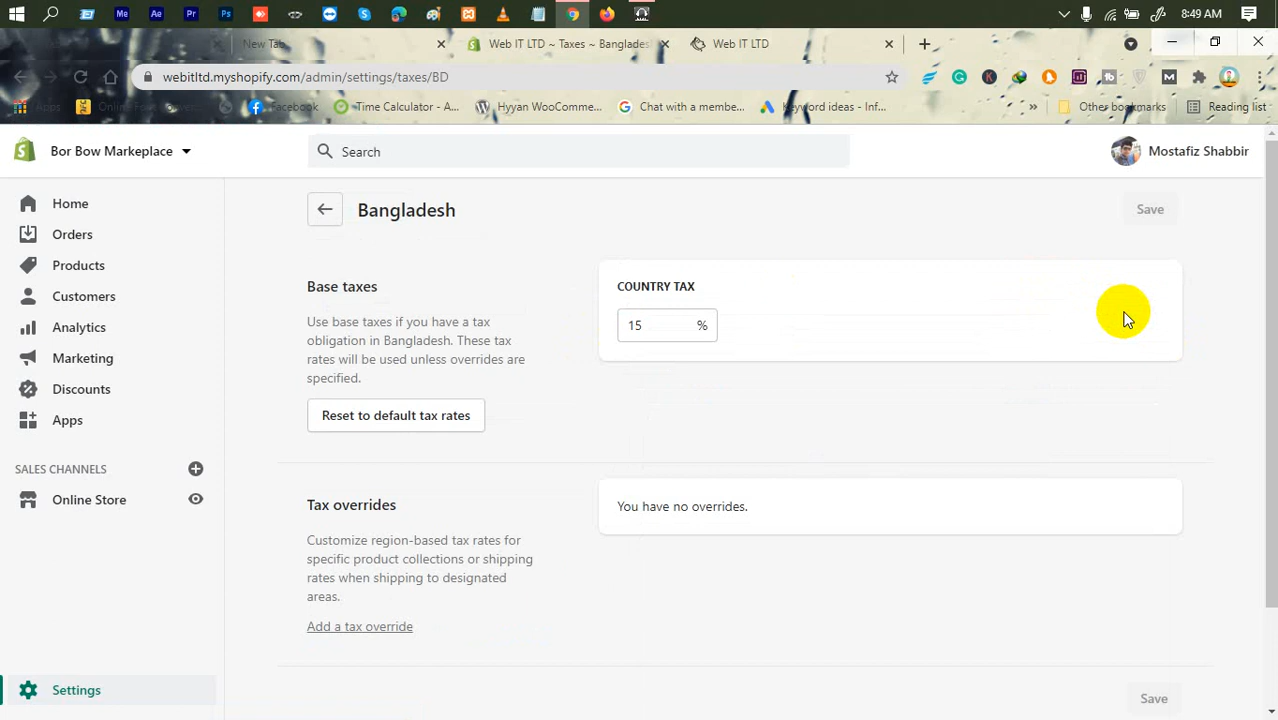 8:49 AM
New Tab
Web IT LTD ~ Taxes ~ Banglades
Web IT LTD
webitltd.myshopify.com/admin/settings/taxes/BD
Apps
Facebook
Time Calculator - A...
Hyyan WooComme...
Chat with a membe...
Keyword ideas - Inf...
»
Other bookmarks
Reading list
Bor Bow Markeplace
Search
Mostafiz Shabbir
Home
Orders
Products
Customers
Analytics
Marketing
Discounts
Apps
SALES CHANNELS
Online Store
Settings
Bangladesh
Save
Base taxes
Use base taxes if you have a tax
obligation in Bangladesh. These tax
rates will be used unless overrides are
specified.
Reset to default tax rates
COUNTRY TAX
15 %
Tax overrides
Customize region-based tax rates for
specific product collections or shipping
rates when shipping to designated
areas.
Add a tax override
You have no overrides.
Save